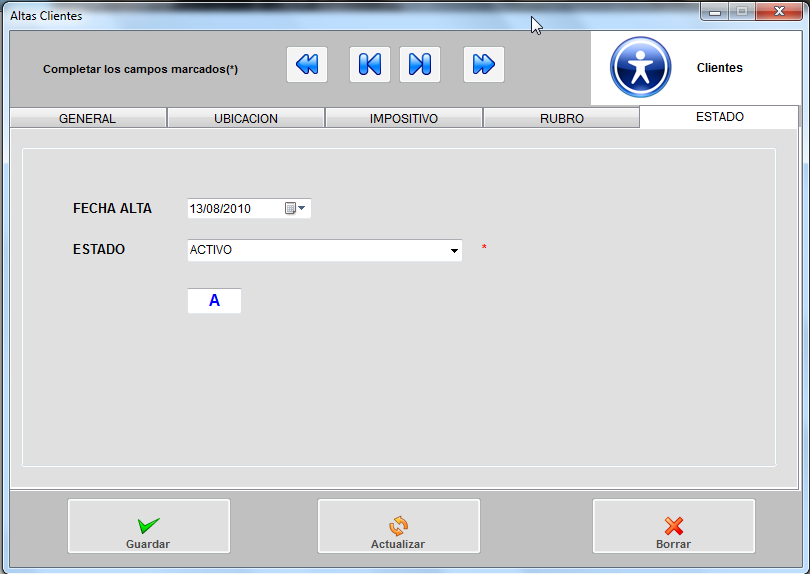 Altas Clientes
Completar los campos marcados(*)
Clientes
GENERAL
UBICACION
IMPOSITIVO
RUBRO
ESTADO
FECHA ALTA
13/08/2010
ESTADO
ACTIVO
*
A
Guardar
Actualizar
Borrar